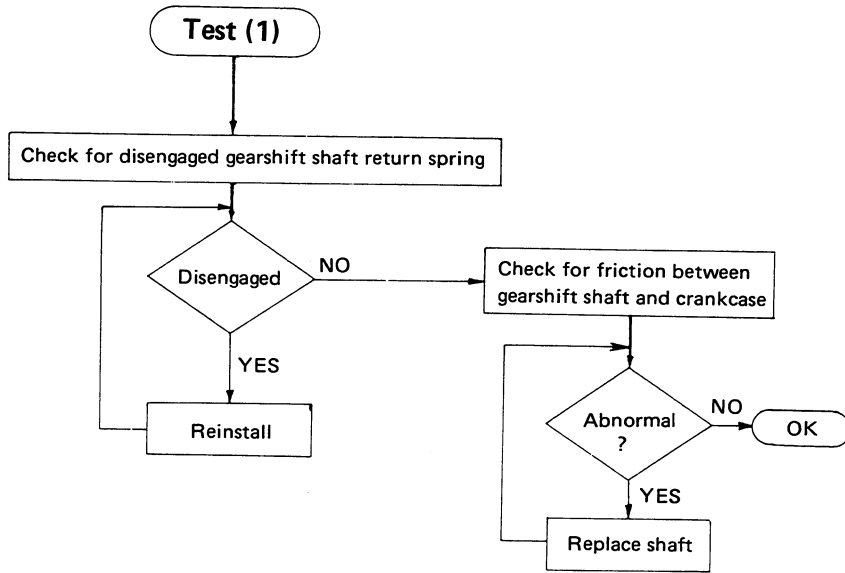 Test (1)
Check for disengaged gearshift shaft return spring
Disengaged
NO
YES
Reinstall
Check for friction between
gearshift shaft and crankcase
Abnormal
?
NO
OK
YES
Replace shaft